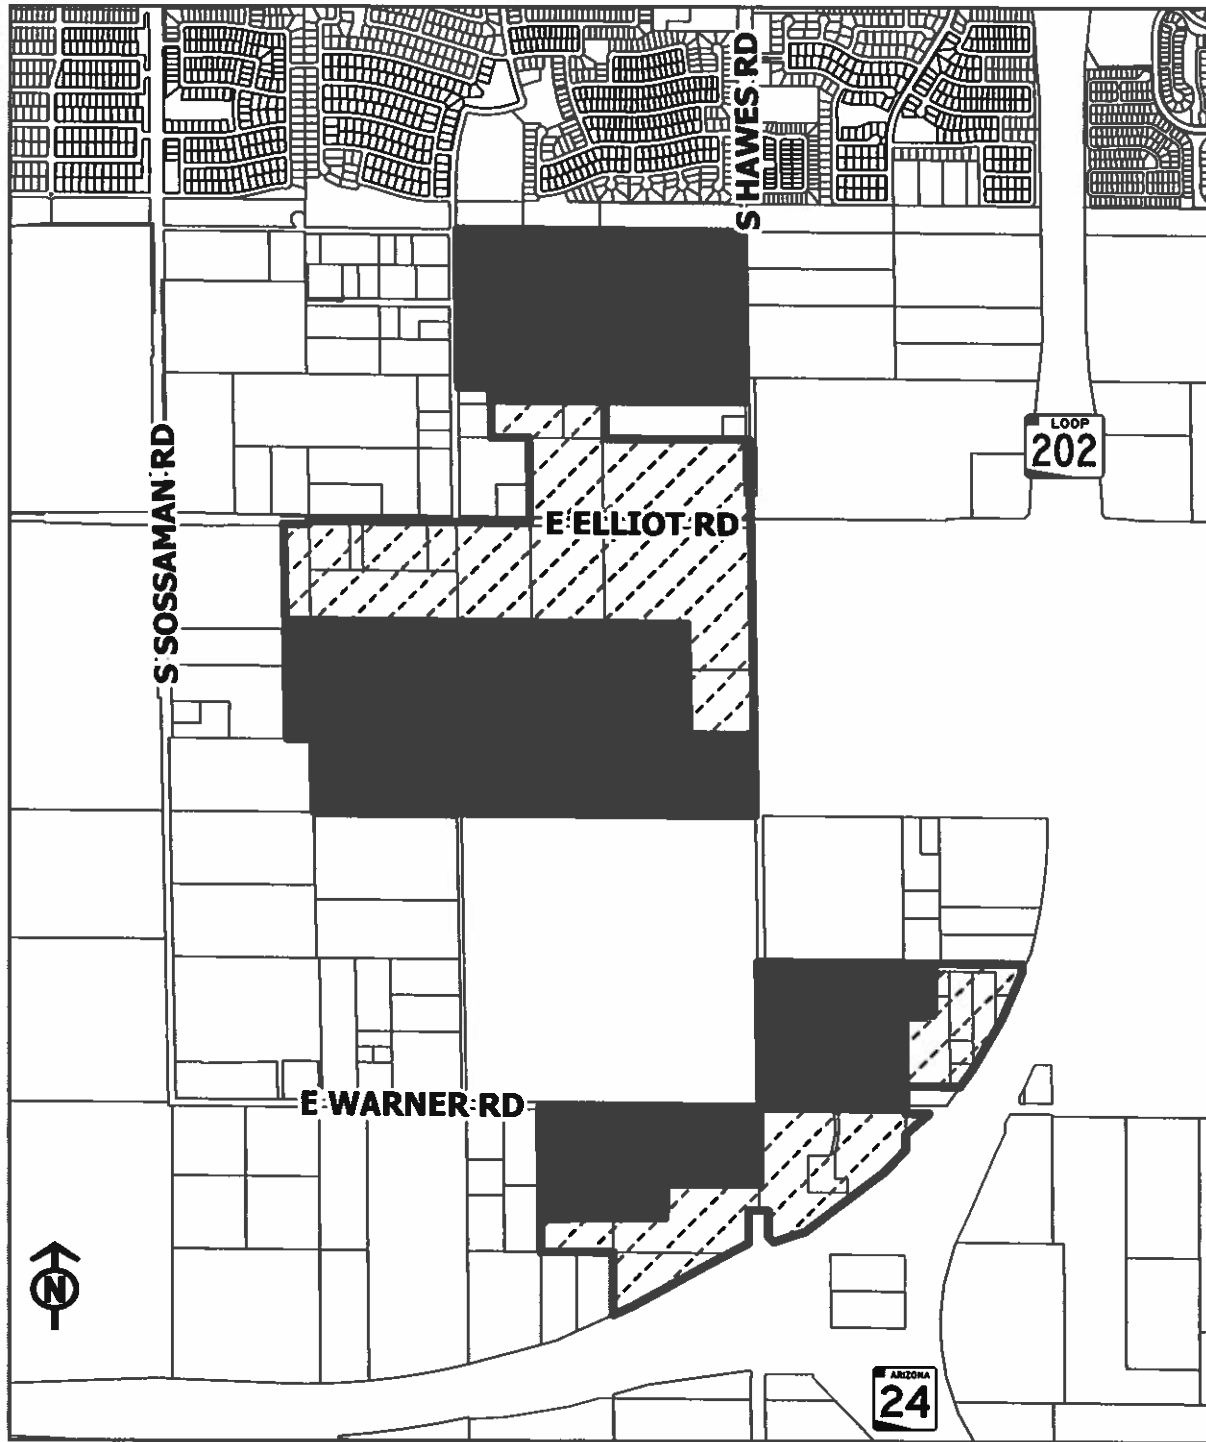 S HAWES RD
LOOP
202
S SOSSAMAN RD
E ELLIOT RD
E WARNER RD
N
ARIZONA
24